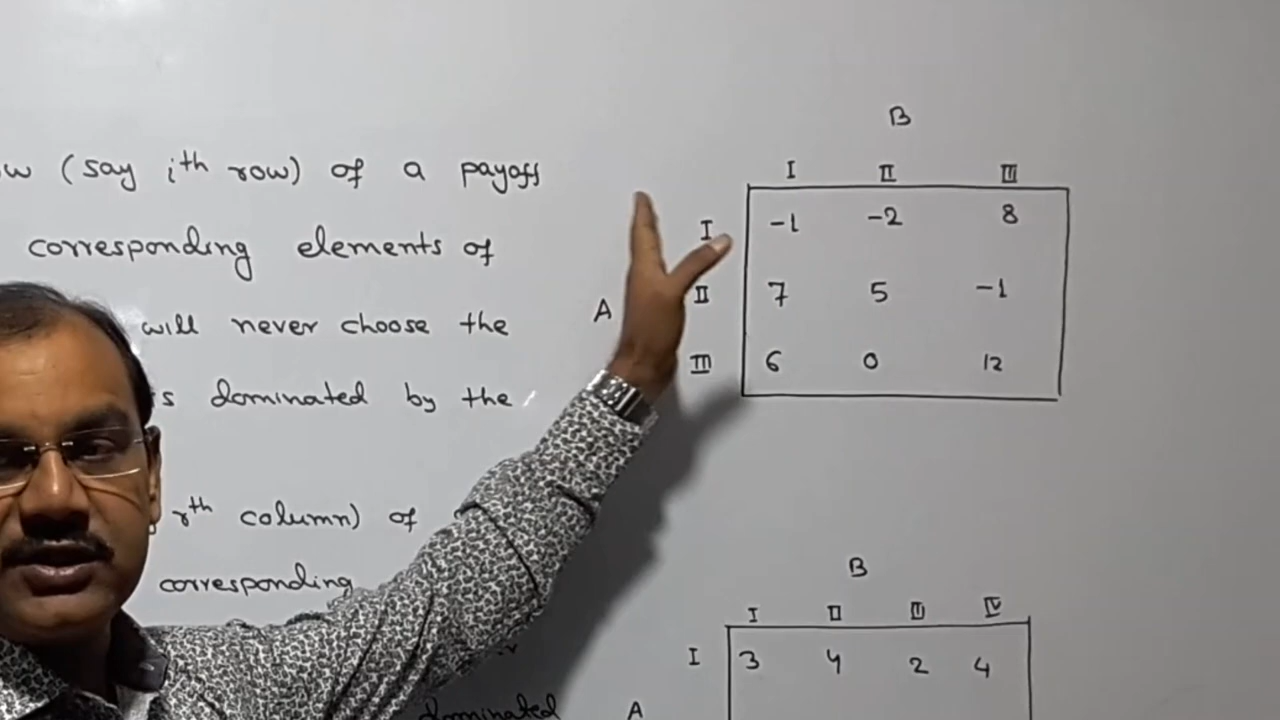 (say ith row) of a payoff
corresponding elements of
will never choose the
dominated by the
rth column) of
corresponding
dominated
B
I II III
I -1 -2 8
A II 7 5 -1
III 6 0 12
B
I II III IV
I 3 4 2 4
A